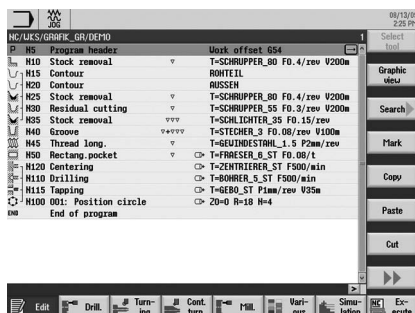 JOG
08/13/0
2:25 PM
NC/WKS/GRAFIK_GR/DEMO 1
Select tool
P N5 Program header Work offset G54
N10 Stock removal ▽ T=SCHRUPPER_80 F0.4/rev V200m
N15 Contour ROHTEIL
N20 Contour AUSSEN
N25 Stock removal ▽ T=SCHRUPPER_80 F0.4/rev V200m
N30 Residual cutting ▽ T=SCHRUPPER_55 F0.3/rev V200m
N35 Stock removal ▽▽▽ T=SCHLICHTER_35 F0.15/rev
N40 Groove ▽+▽▽▽ T=STECHER_3 F0.08/rev V100m
N45 Thread long. ▽ T=GEWINDESTAHL_1.5 P2mm/rev
N50 Rectang.pocket ▽ T=FRAESER_6_ST F0.08/t
N120 Centering T=ZENTRIERER_ST F500/min
N110 Drilling T=BOHRER_5_ST F500/min
N115 Tapping T=GEBO_ST P1mm/rev V35m
N100 001: Position circle Z0=0 R=18 N=4
END End of program
Graphic view
Search
Mark
Copy
Paste
Cut
Edit
Drill.
Turn-ing
Cont. turn.
Mill.
Vari-ous
Simu-lation
NC Ex-ecute